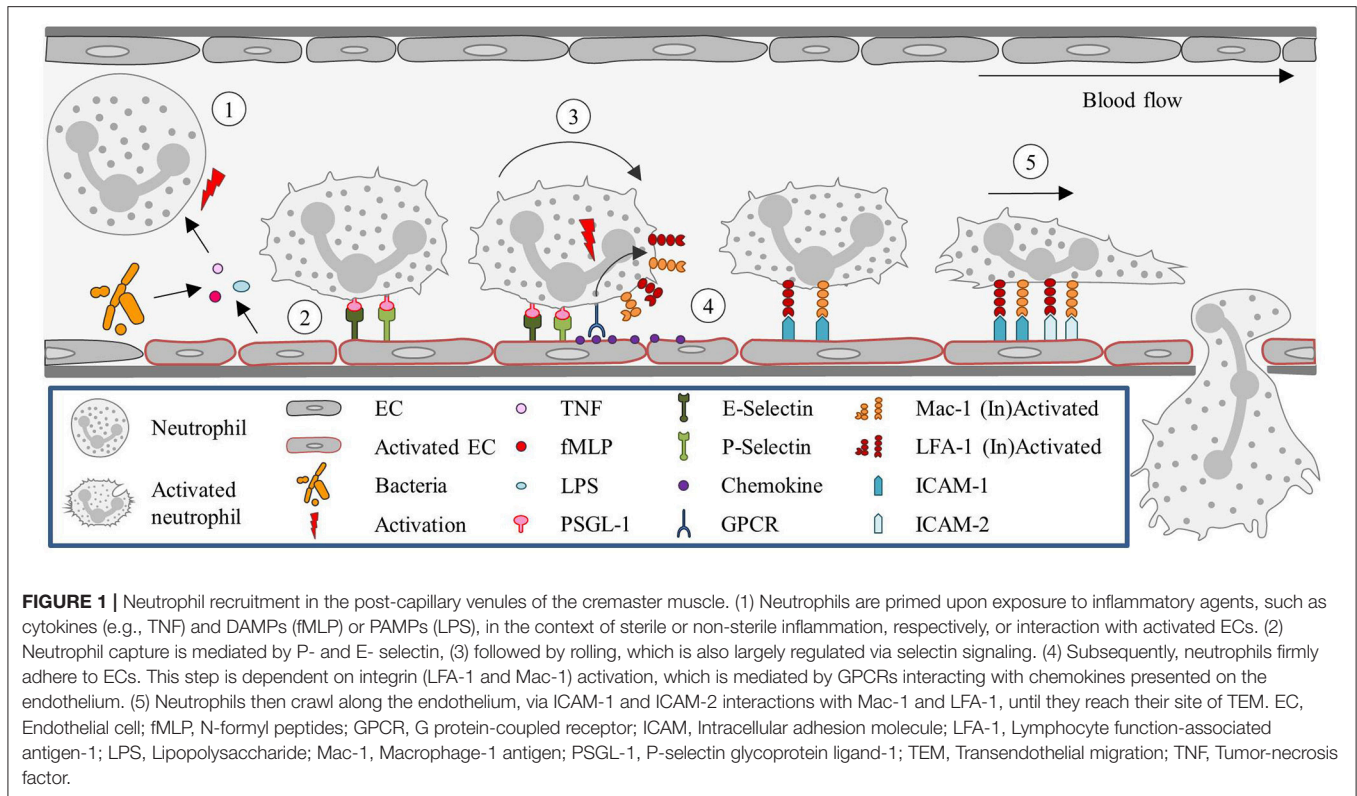 1
3
Blood flow
5
2
4
Neutrophil
Activated
neutrophil
EC
Activated EC
Bacteria
Activation
TNF
fMLP
LPS
PSGL-1
E-Selectin
P-Selectin
Chemokine
GPCR
Mac-1 (In)Activated
LFA-1 (In)Activated
ICAM-1
ICAM-2
FIGURE 1 | Neutrophil recruitment in the post-capillary venules of the cremaster muscle. (1) Neutrophils are primed upon exposure to inflammatory agents, such as
cytokines (e.g., TNF) and DAMPs (fMLP) or PAMPs (LPS), in the context of sterile or non-sterile inflammation, respectively, or interaction with activated ECs. (2)
Neutrophil capture is mediated by P- and E- selectin, (3) followed by rolling, which is also largely regulated via selectin signaling. (4) Subsequently, neutrophils firmly
adhere to ECs. This step is dependent on integrin (LFA-1 and Mac-1) activation, which is mediated by GPCRs interacting with chemokines presented on the
endothelium. (5) Neutrophils then crawl along the endothelium, via ICAM-1 and ICAM-2 interactions with Mac-1 and LFA-1, until they reach their site of TEM. EC,
Endothelial cell; fMLP, N-formyl peptides; GPCR, G protein-coupled receptor; ICAM, Intracellular adhesion molecule; LFA-1, Lymphocyte function-associated
antigen-1; LPS, Lipopolysaccharide; Mac-1, Macrophage-1 antigen; PSGL-1, P-selectin glycoprotein ligand-1; TEM, Transendothelial migration; TNF, Tumor-necrosis
factor.